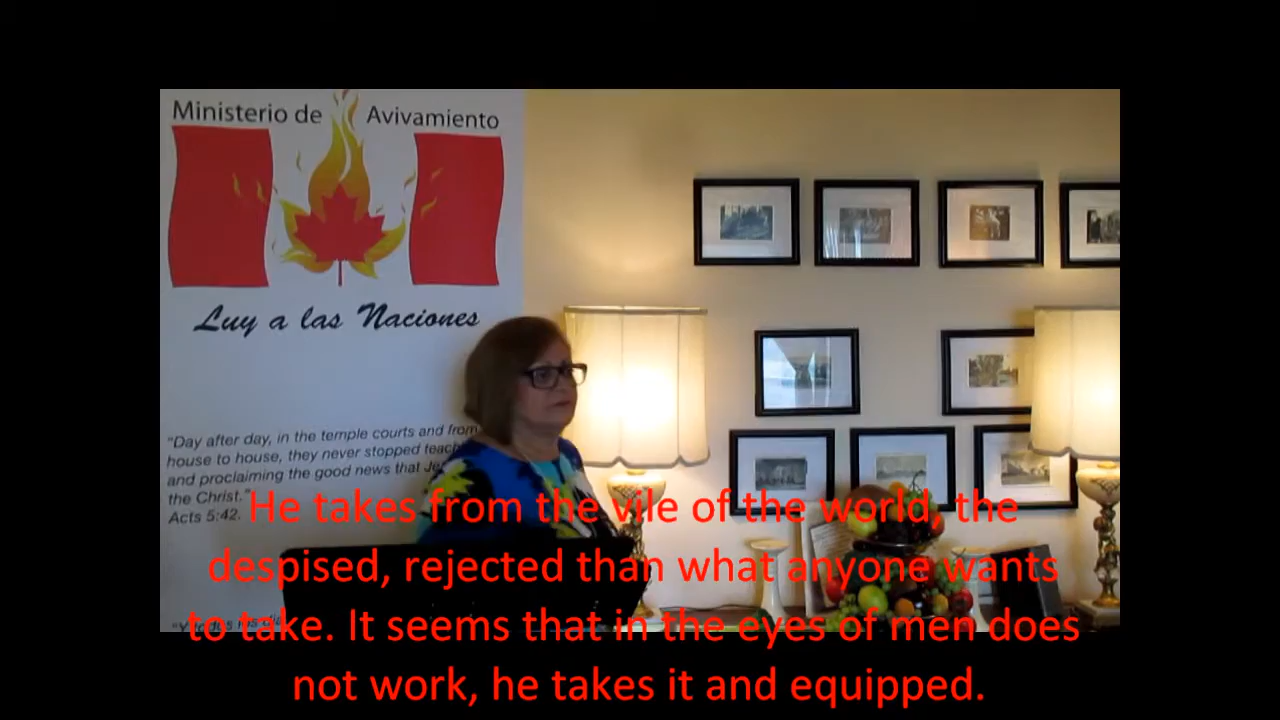 Ministerio de Avivamiento
Luy a las Naciones
"Day after day, in the temple courts and from
house to house, they never stopped teach
and proclaiming the good news that Je
the Christ."
Acts 5:42.
He takes from the vile of the world, the
despised, rejected than what anyone wants
to take. It seems that in the eyes of men does
not work, he takes it and equipped.